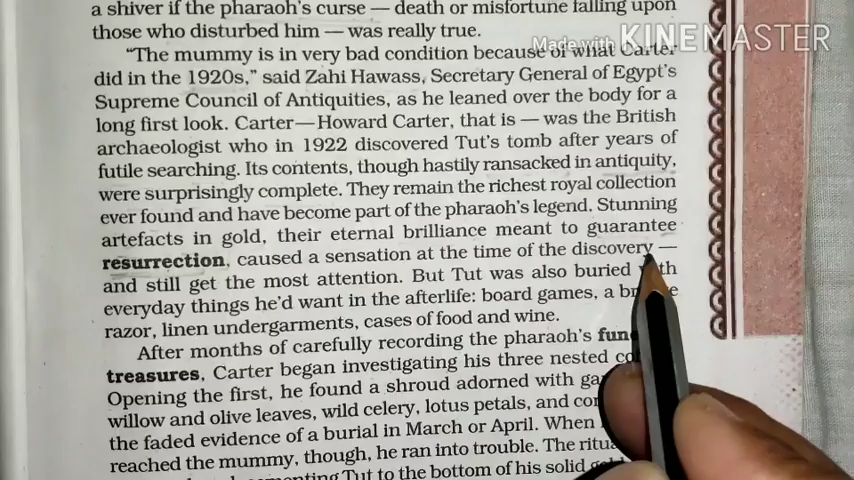 a shiver if the pharaoh's curse — death or misfortune falling upon
those who disturbed him — was really true.
Made with KINEMASTER
"The mummy is in very bad condition because of what Carter
did in the 1920s," said Zahi Hawass, Secretary General of Egypt's
Supreme Council of Antiquities, as he leaned over the body for a
long first look. Carter—Howard Carter, that is — was the British
archaeologist who in 1922 discovered Tut's tomb after years of
futile searching. Its contents, though hastily ransacked in antiquity,
were surprisingly complete. They remain the richest royal collection
ever found and have become part of the pharaoh's legend. Stunning
artefacts in gold, their eternal brilliance meant to guarantee
resurrection, caused a sensation at the time of the discovery —
and still get the most attention. But Tut was also buried
everyday things he'd want in the afterlife: board games, a
razor, linen undergarments, cases of food and wine.
After months of carefully recording the pharaoh's
treasures, Carter began investigating his three nested
Opening the first, he found a shroud adorned with
willow and olive leaves, wild celery, lotus petals, and
the faded evidence of a burial in March or April. When
reached the mummy, though, he ran into trouble. The
Tut to the bottom of his solid